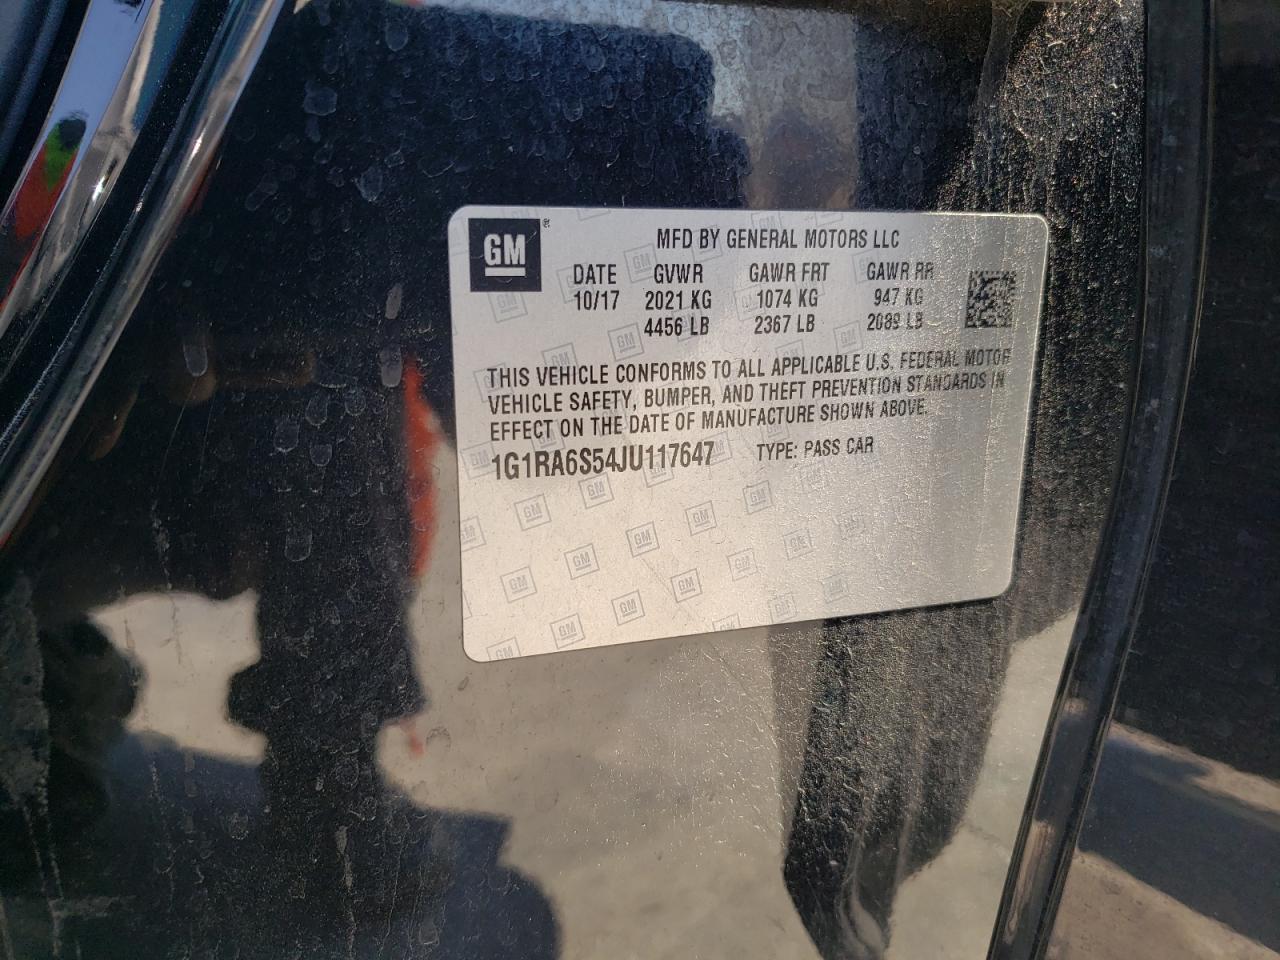 GM ® MFD BY GENERAL MOTORS LLC
DATE GVWR GAWR FRT GAWR RR
10/17 2021 KG 1074 KG 947 KG
4456 LB 2367 LB 2089 LB
THIS VEHICLE CONFORMS TO ALL APPLICABLE U.S. FEDERAL MOTOR
VEHICLE SAFETY, BUMPER, AND THEFT PREVENTION STANDARDS IN
EFFECT ON THE DATE OF MANUFACTURE SHOWN ABOVE.
1G1RA6S54JU117647 TYPE: PASS CAR